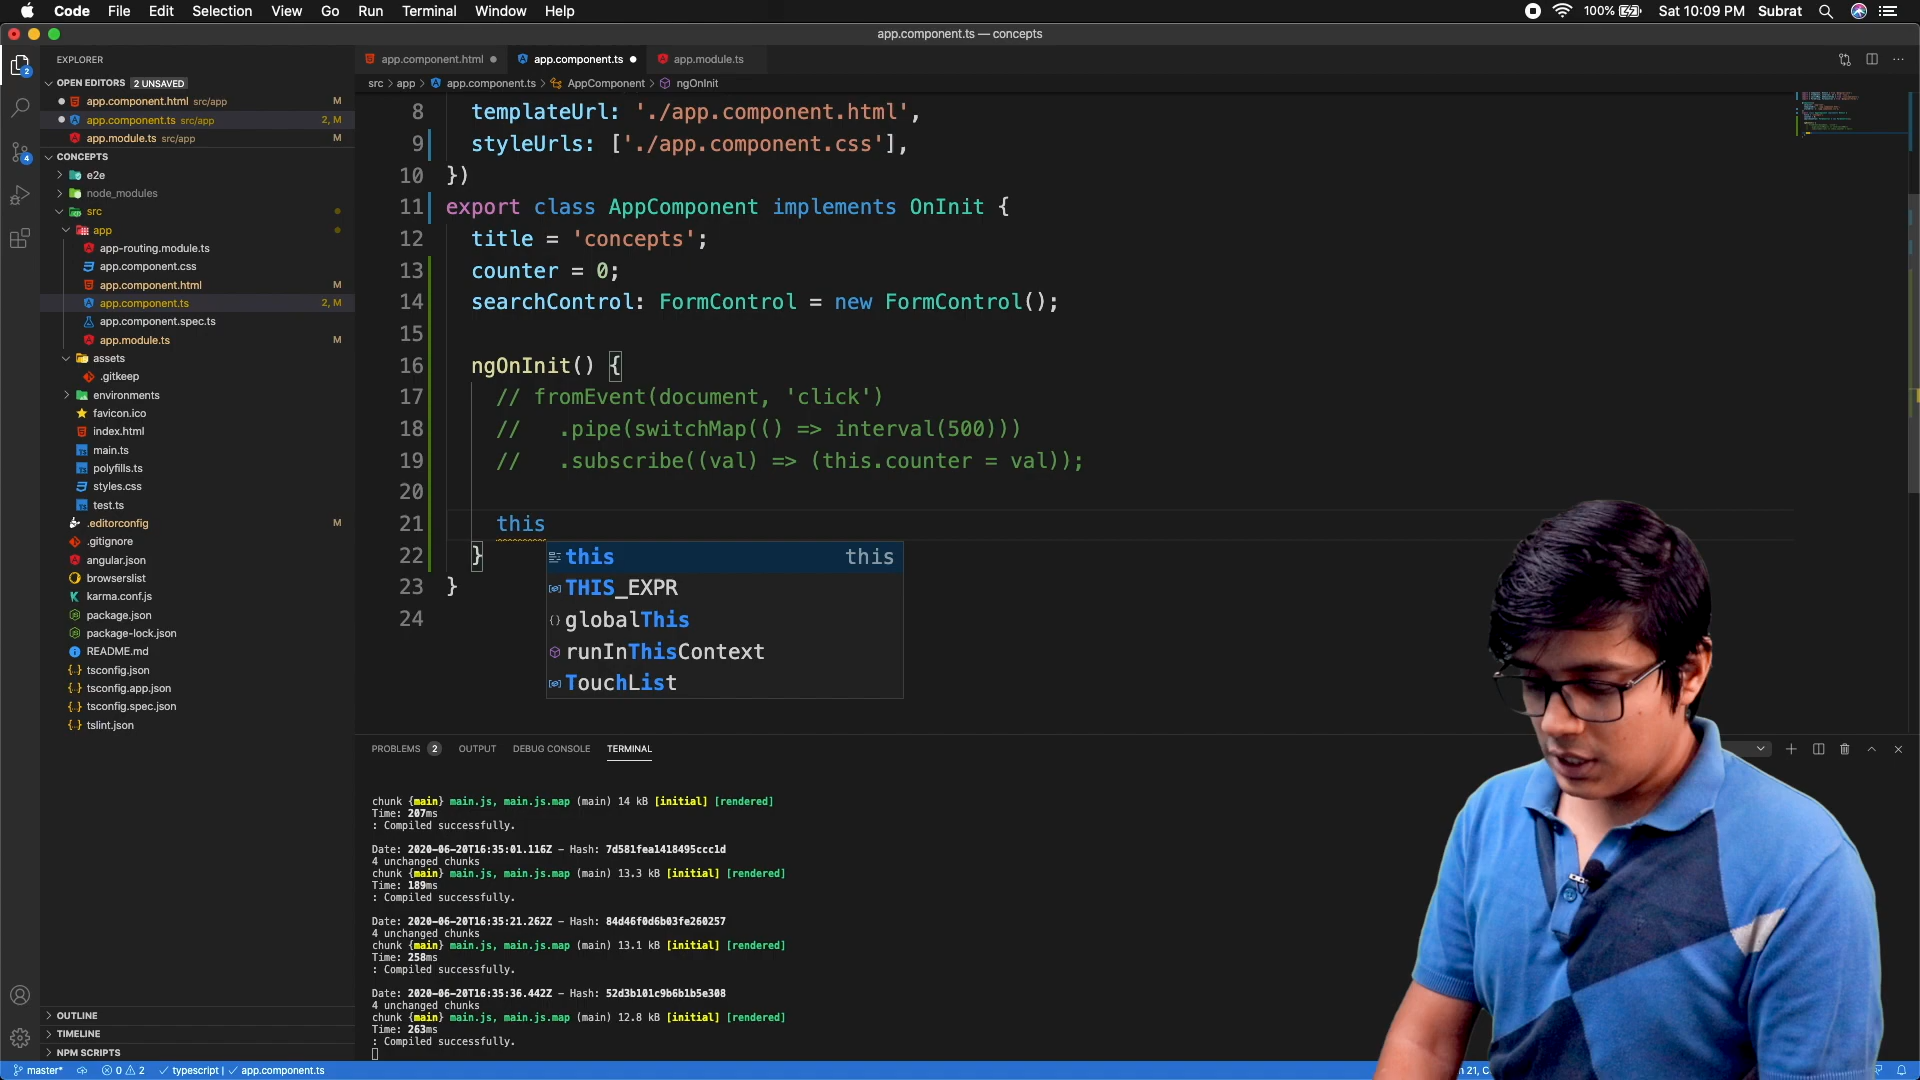 Code File Edit Selection View Go Run Terminal Window Help 100% Sat 10:09 PM Subrat
app.component.ts — concepts
EXPLORER
app.component.html app.component.ts app.module.ts
OPEN EDITORS 2 UNSAVED
src > app > app.component.ts > AppComponent > ngOnInit
app.component.html src/app M
app.component.ts src/app 2, M
app.module.ts src/app M
CONCEPTS
e2e
node_modules
src
app
app-routing.module.ts
app.component.css
app.component.html M
app.component.ts 2, M
app.component.spec.ts
app.module.ts M
assets
.gitkeep
environments
favicon.ico
index.html
main.ts
polyfills.ts
styles.css
test.ts
.editorconfig M
.gitignore
angular.json
browserslist
karma.conf.js
package.json
package-lock.json
README.md
tsconfig.json
tsconfig.app.json
tsconfig.spec.json
tslint.json
OUTLINE
TIMELINE
NPM SCRIPTS
8 templateUrl: './app.component.html',
9 styleUrls: ['./app.component.css'],
10 })
11 export class AppComponent implements OnInit {
12 title = 'concepts';
13 counter = 0;
14 searchControl: FormControl = new FormControl();
15
16 ngOnInit() {
17 // fromEvent(document, 'click')
18 // .pipe(switchMap(() => interval(500)))
19 // .subscribe((val) => (this.counter = val));
20
21 this
22 }
23 }
24
this this
THIS_EXPR
globalThis
runInThisContext
TouchList
PROBLEMS 2 OUTPUT DEBUG CONSOLE TERMINAL
chunk {main} main.js, main.js.map (main) 14 kB [initial] [rendered]
Time: 207ms
: Compiled successfully.
Date: 2020-06-20T16:35:01.116Z - Hash: 7d581fea1418495ccc1d
4 unchanged chunks
chunk {main} main.js, main.js.map (main) 13.3 kB [initial] [rendered]
Time: 189ms
: Compiled successfully.
Date: 2020-06-20T16:35:21.262Z - Hash: 84d46f0d6b03fe260257
4 unchanged chunks
chunk {main} main.js, main.js.map (main) 13.1 kB [initial] [rendered]
Time: 258ms
: Compiled successfully.
Date: 2020-06-20T16:35:36.442Z - Hash: 52d3b101c9b6b1b5e308
4 unchanged chunks
chunk {main} main.js, main.js.map (main) 12.8 kB [initial] [rendered]
Time: 263ms
: Compiled successfully.
master* 0 2 typescript | app.component.ts